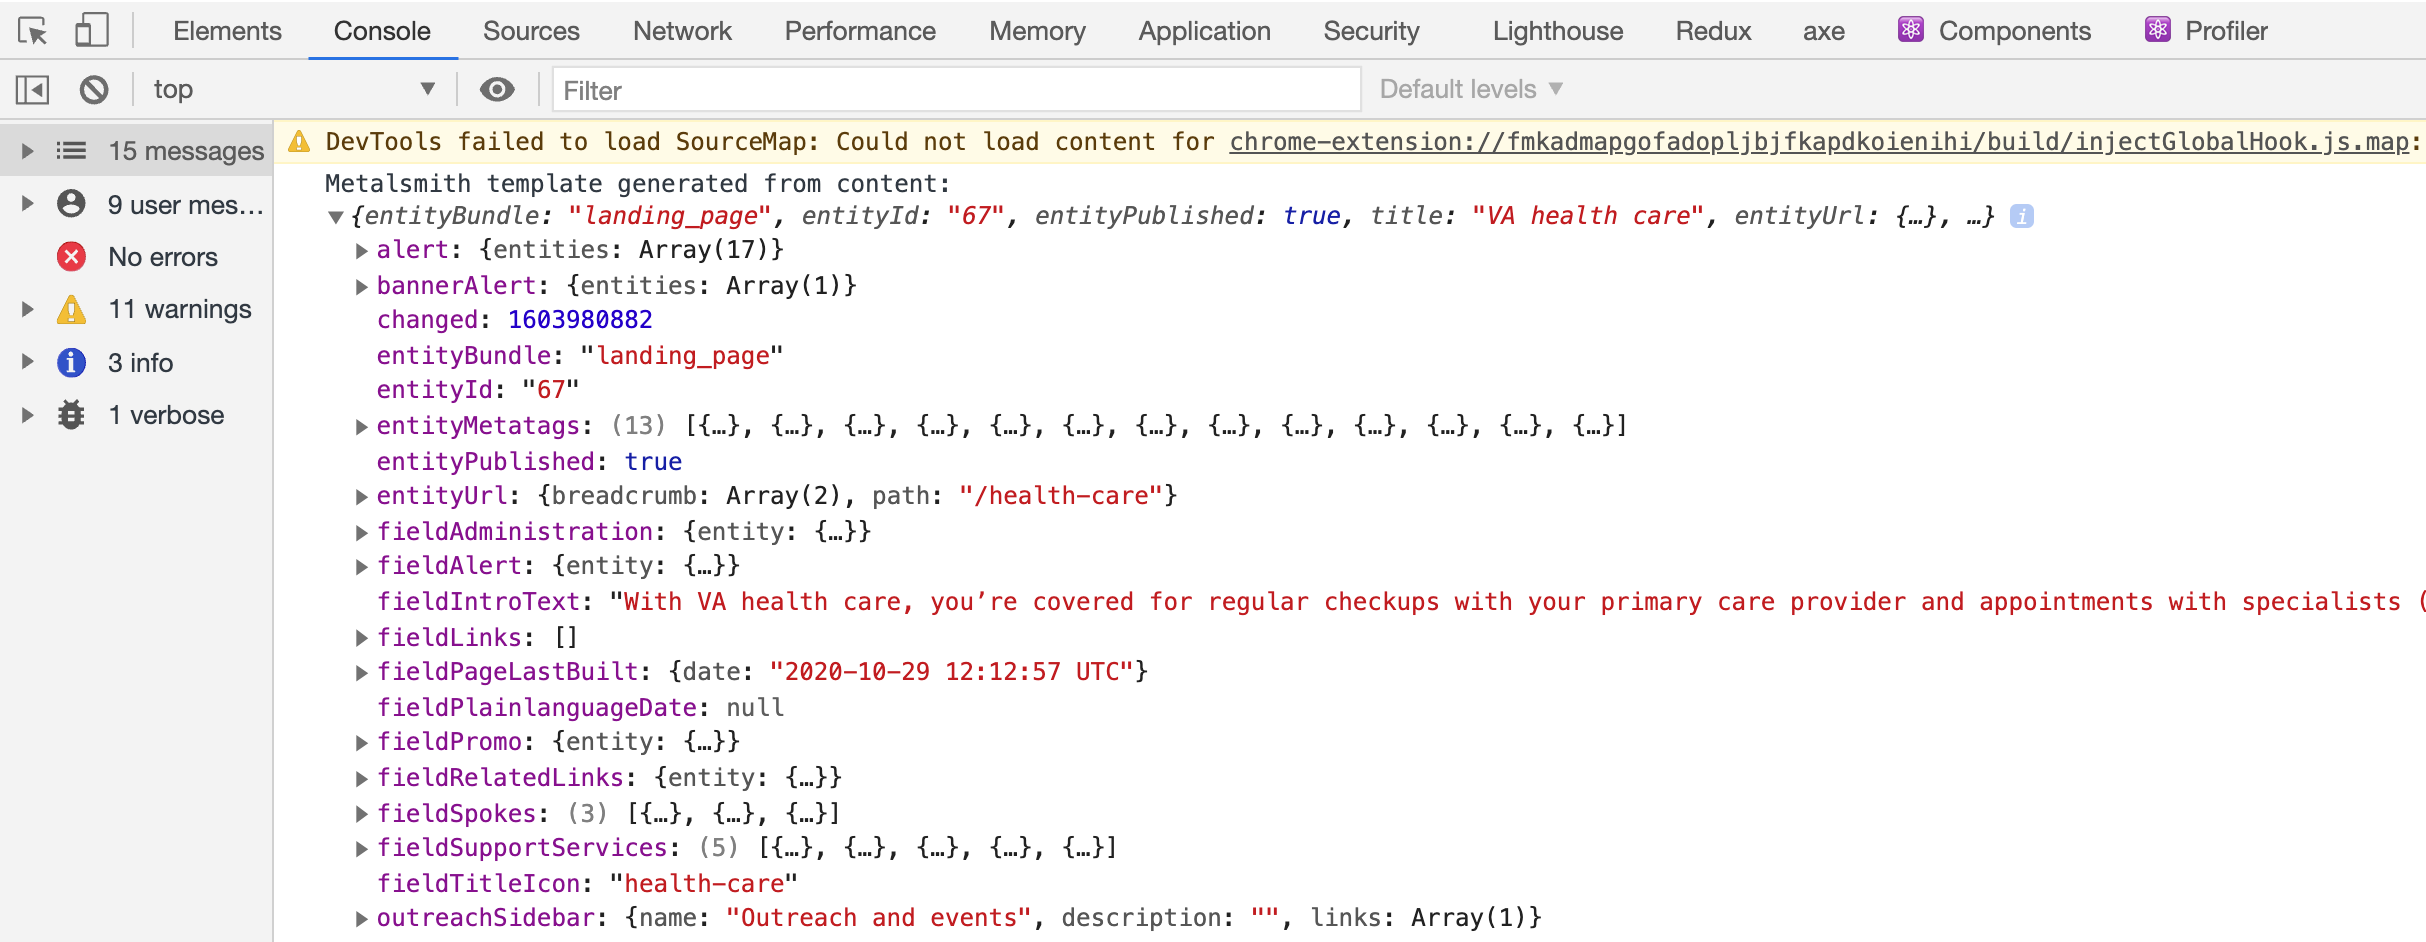 Elements Console Sources Network Performance Memory Application Security Lighthouse Redux axe Components Profiler
top Filter Default levels
15 messages
9 user mes…
No errors
11 warnings
3 info
1 verbose
DevTools failed to load SourceMap: Could not load content for chrome-extension://fmkadmapgofadopljbjfkapdkoienihi/build/injectGlobalHook.js.map:
Metalsmith template generated from content:
{entityBundle: "landing_page", entityId: "67", entityPublished: true, title: "VA health care", entityUrl: {…}, …} i
alert: {entities: Array(17)}
bannerAlert: {entities: Array(1)}
changed: 1603980882
entityBundle: "landing_page"
entityId: "67"
entityMetatags: (13) [{…}, {…}, {…}, {…}, {…}, {…}, {…}, {…}, {…}, {…}, {…}, {…}, {…}]
entityPublished: true
entityUrl: {breadcrumb: Array(2), path: "/health-care"}
fieldAdministration: {entity: {…}}
fieldAlert: {entity: {…}}
fieldIntroText: "With VA health care, you’re covered for regular checkups with your primary care provider and appointments with specialists (
fieldLinks: []
fieldPageLastBuilt: {date: "2020-10-29 12:12:57 UTC"}
fieldPlainlanguageDate: null
fieldPromo: {entity: {…}}
fieldRelatedLinks: {entity: {…}}
fieldSpokes: (3) [{…}, {…}, {…}]
fieldSupportServices: (5) [{…}, {…}, {…}, {…}, {…}]
fieldTitleIcon: "health-care"
outreachSidebar: {name: "Outreach and events", description: "", links: Array(1)}